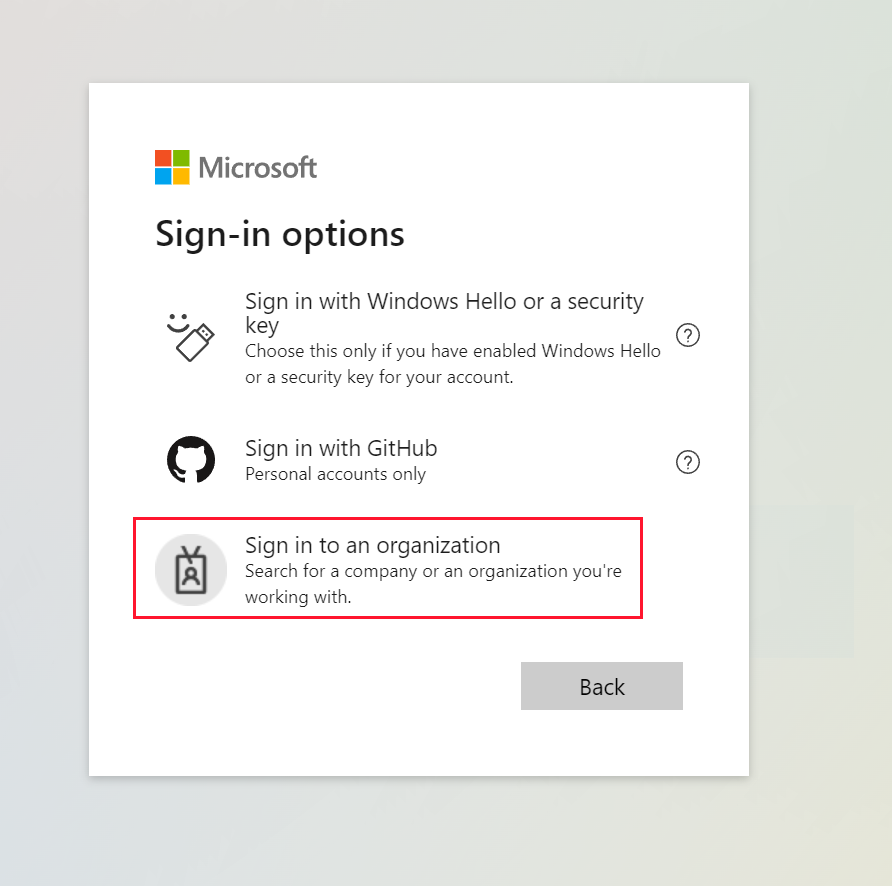 Microsoft
Sign-in options
Sign in with Windows Hello or a security
key
Choose this only if you have enabled Windows Hello
or a security key for your account.
?
Sign in with GitHub
Personal accounts only
?
Sign in to an organization
Search for a company or an organization you're
working with.
Back